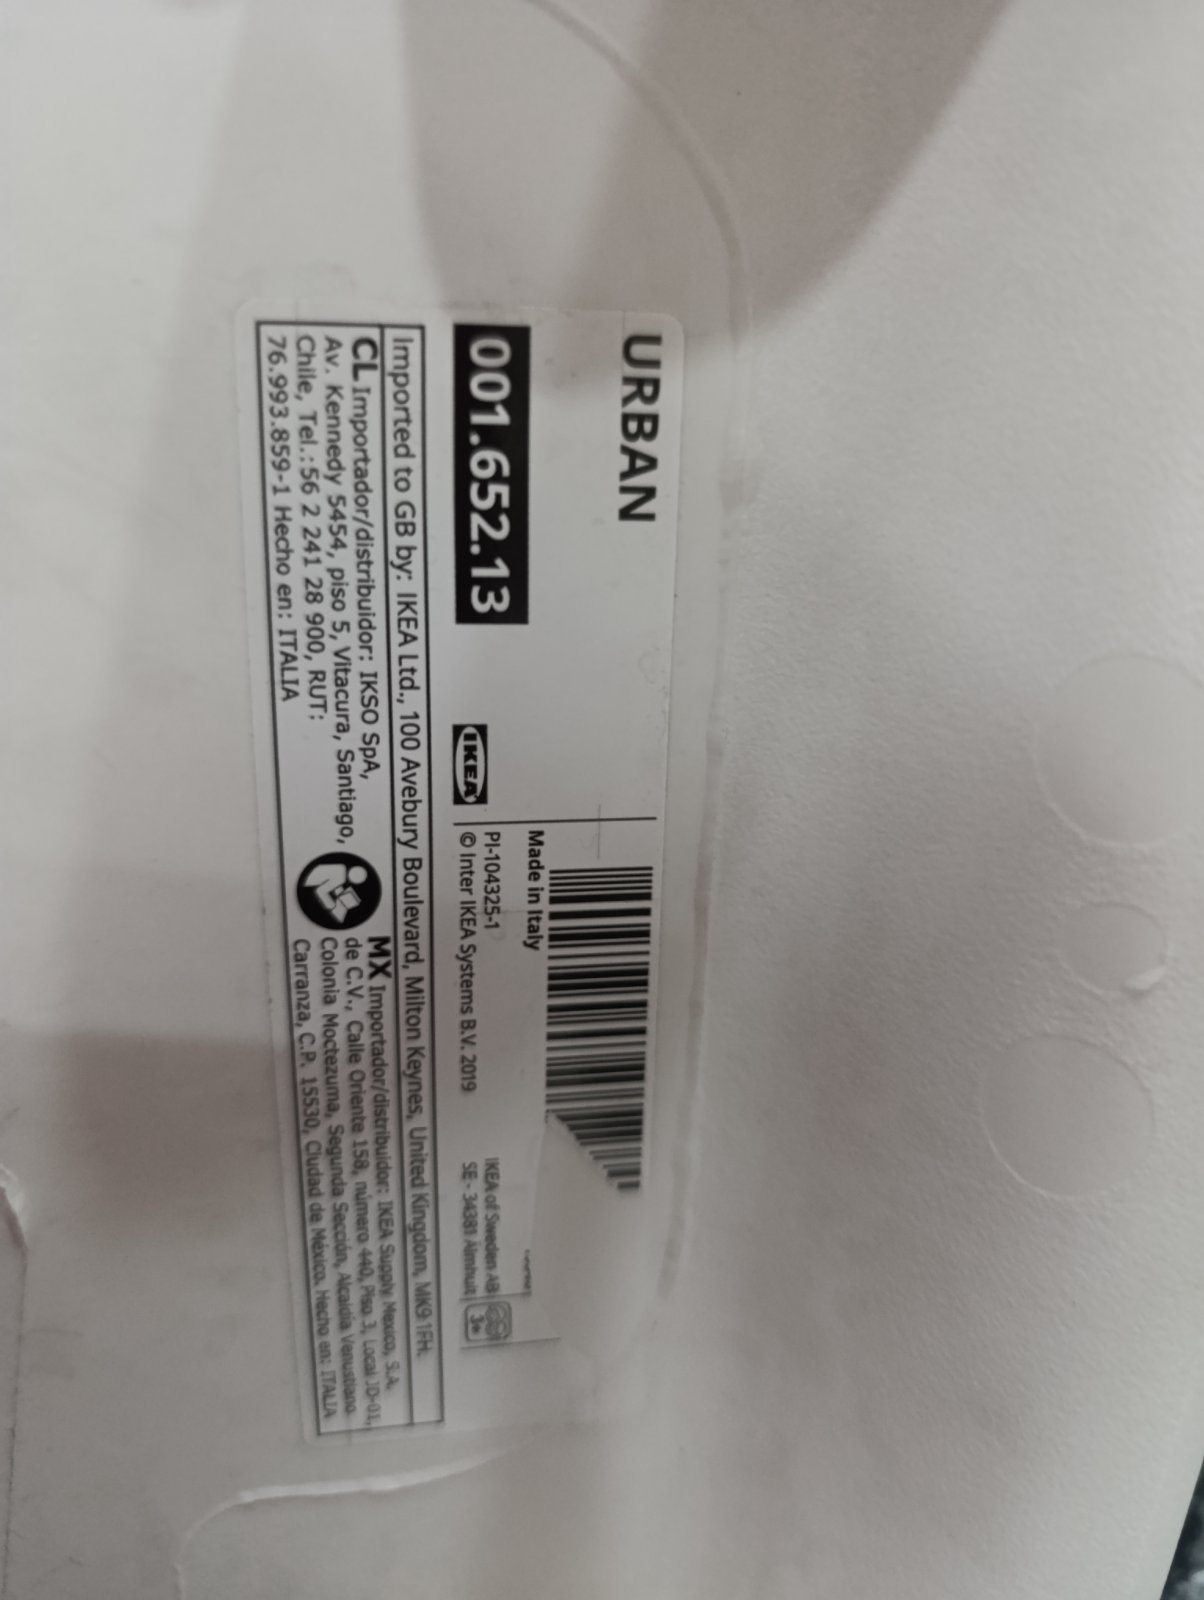 URBAN
001.652.13
Made in Italy
IKEA
PI-104325-1
© Inter IKEA Systems B.V. 2019
IKEA of Sweden AB
SE - 34381 Älmhult
3+
Imported to GB by: IKEA Ltd., 100 Avebury Boulevard, Milton Keynes, United Kingdom, MK9 1FH.
CL Importador/distribuidor: IKSO SpA,
Av. Kennedy 5454, piso 5, Vitacura, Santiago,
Chile, Tel.: 56 2 241 28 900, RUT:
76.993.859-1 Hecho en: ITALIA
MX Importador/distribuidor: IKEA Supply Mexico, S.A.
de C.V., Calle Oriente 158, número 440, Piso 3, Local JD-01,
Colonia Moctezuma, Segunda Sección, Alcaldía Venustiano
Carranza, C.P. 15530, Ciudad de México. Hecho en: ITALIA